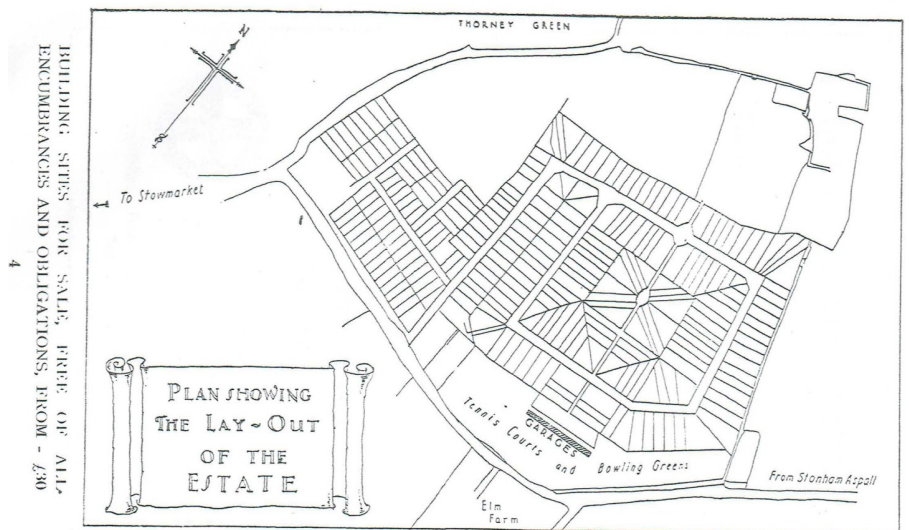 THORNEY GREEN
N
S
To Stowmarket
PLAN SHOWING
THE LAY-OUT
OF THE
ESTATE
Tennis Courts and Bowling Greens
GARAGES
Elm
Farm
From Stonham Aspall
BUILDING SITES FOR SALE, FREE OF ALL
ENCUMBRANCES AND OBLIGATIONS, FROM - £30
4